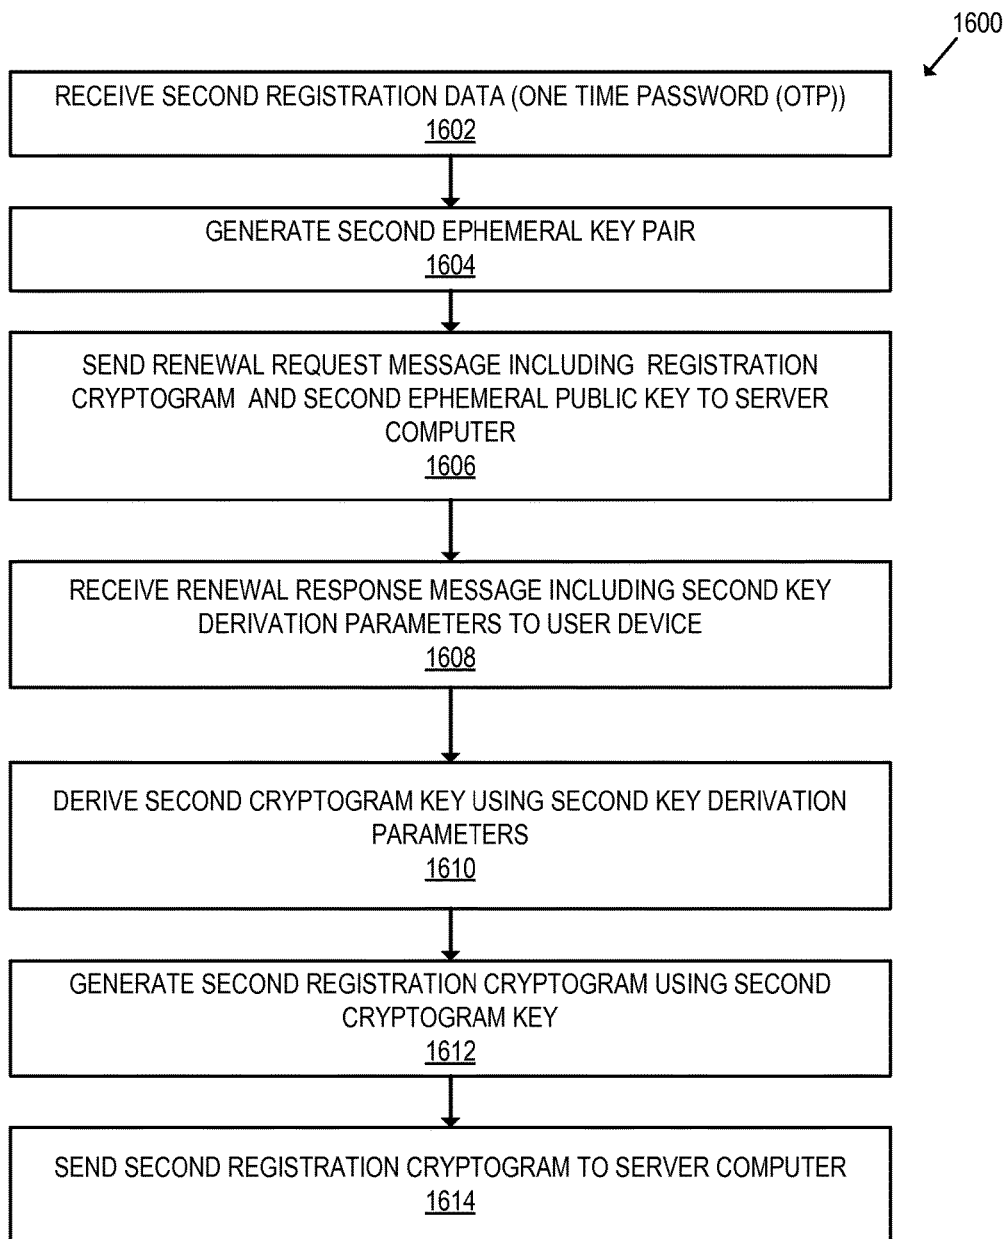 1600
RECEIVE SECOND REGISTRATION DATA (ONE TIME PASSWORD (OTP))
1602
GENERATE SECOND EPHEMERAL KEY PAIR
1604
SEND RENEWAL REQUEST MESSAGE INCLUDING REGISTRATION
CRYPTOGRAM AND SECOND EPHEMERAL PUBLIC KEY TO SERVER
COMPUTER
1606
RECEIVE RENEWAL RESPONSE MESSAGE INCLUDING SECOND KEY
DERIVATION PARAMETERS TO USER DEVICE
1608
DERIVE SECOND CRYPTOGRAM KEY USING SECOND KEY DERIVATION
PARAMETERS
1610
GENERATE SECOND REGISTRATION CRYPTOGRAM USING SECOND
CRYPTOGRAM KEY
1612
SEND SECOND REGISTRATION CRYPTOGRAM TO SERVER COMPUTER
1614